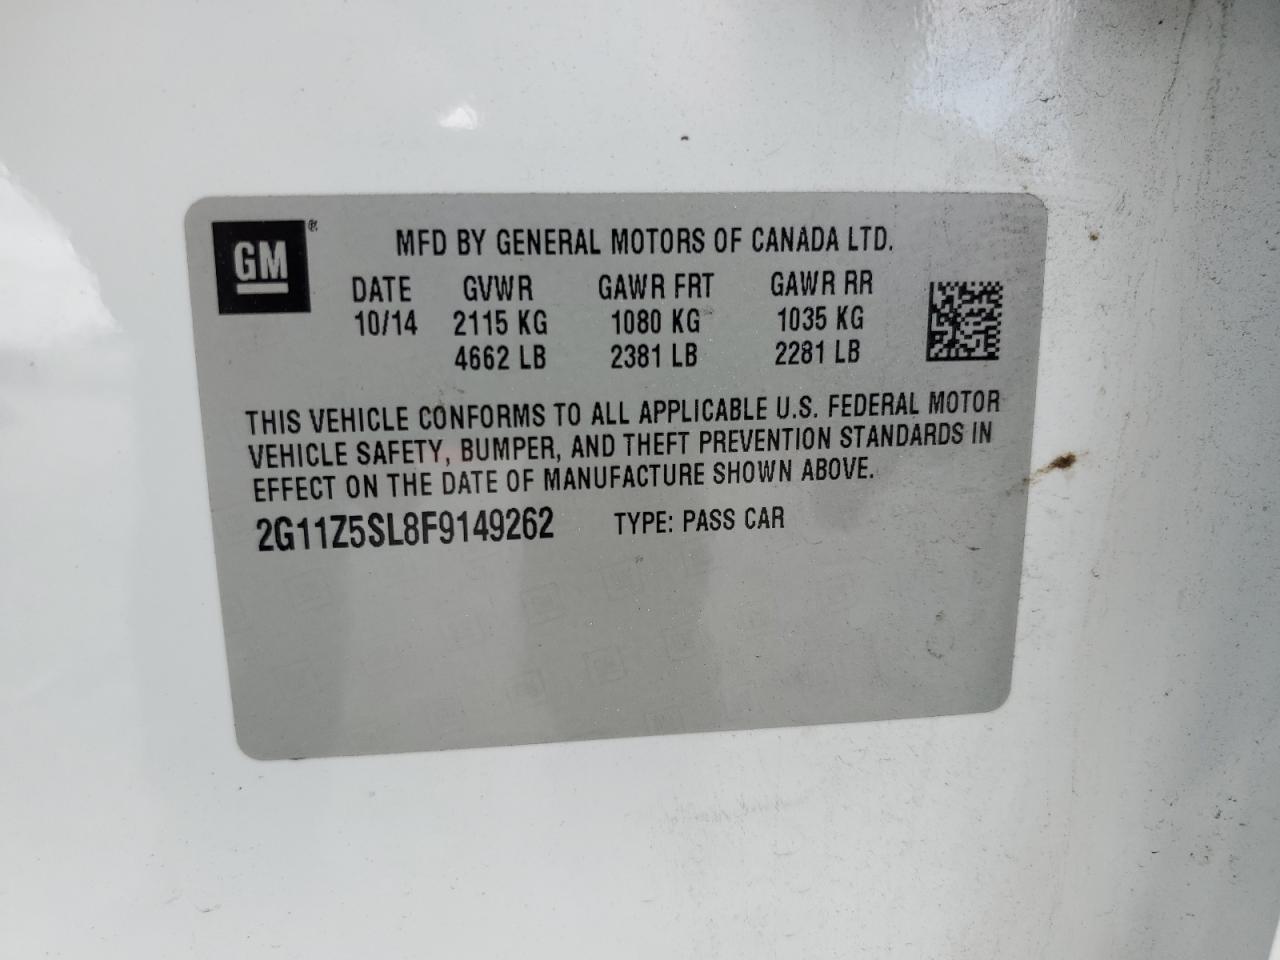 GM®
MFD BY GENERAL MOTORS OF CANADA LTD.
DATE GVWR GAWR FRT GAWR RR
10/14 2115 KG 1080 KG 1035 KG
4662 LB 2381 LB 2281 LB
THIS VEHICLE CONFORMS TO ALL APPLICABLE U.S. FEDERAL MOTOR
VEHICLE SAFETY, BUMPER, AND THEFT PREVENTION STANDARDS IN
EFFECT ON THE DATE OF MANUFACTURE SHOWN ABOVE.
2G11Z5SL8F9149262 TYPE: PASS CAR